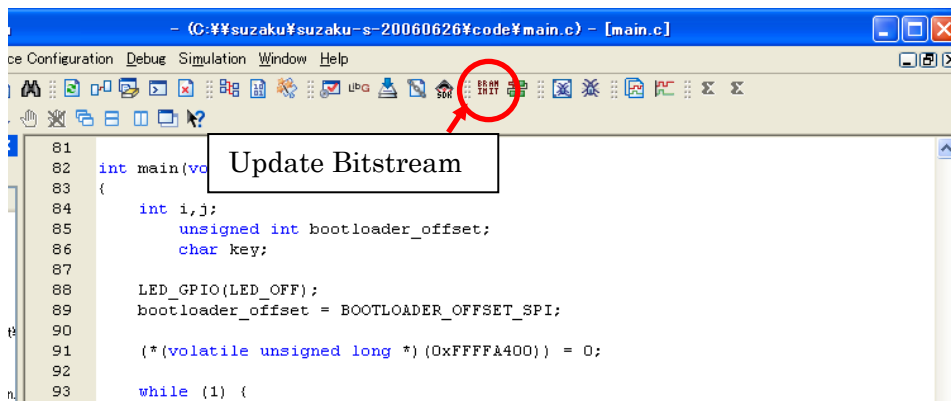 - (C:¥¥suzaku¥suzaku-s-20060626¥code¥main.c) - [main.c]
ce Configuration Debug Simulation Window Help
BRAM
INIT
SDK
Update Bitstream
81
82 int main(vo
83 {
84 int i,j;
85 unsigned int bootloader_offset;
86 char key;
87
88 LED_GPIO(LED_OFF);
89 bootloader_offset = BOOTLOADER_OFFSET_SPI;
90
91 (*(volatile unsigned long *)(0xFFFFA400)) = 0;
92
93 while (1) {